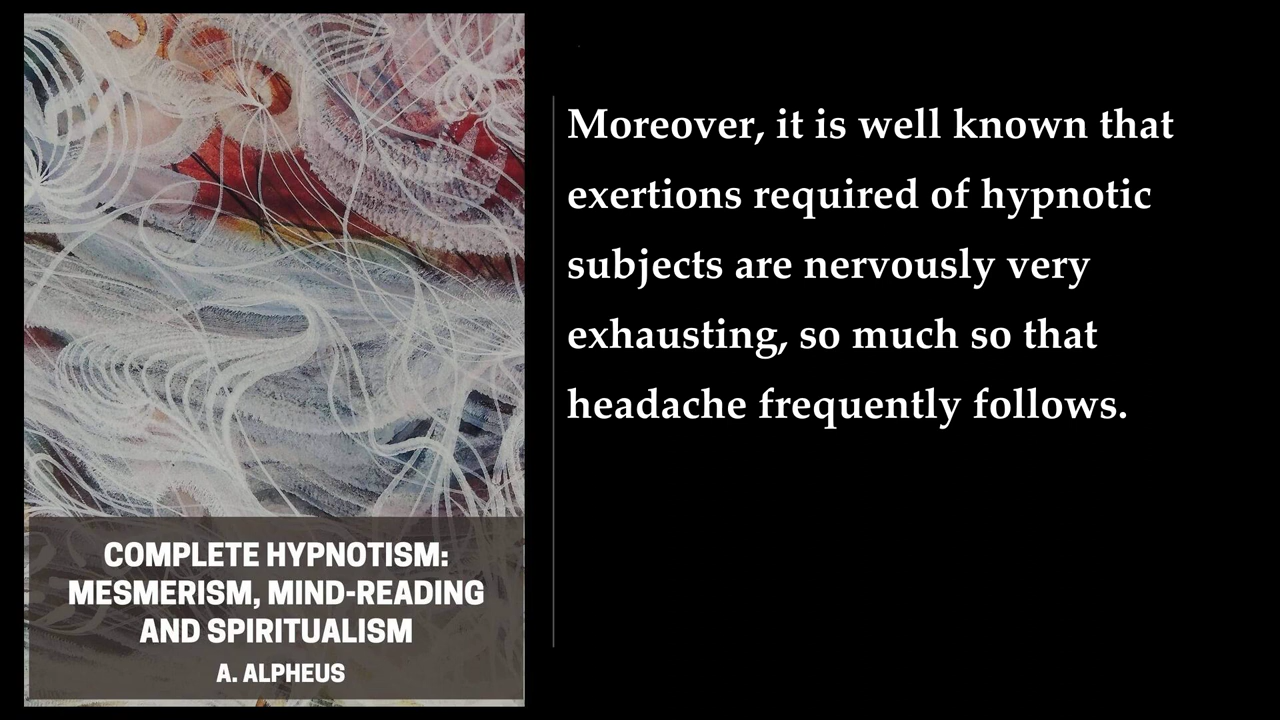 COMPLETE HYPNOTISM:
MESMERISM, MIND-READING
AND SPIRITUALISM
A. ALPHEUS
Moreover, it is well known that
exertions required of hypnotic
subjects are nervously very
exhausting, so much so that
headache frequently follows.